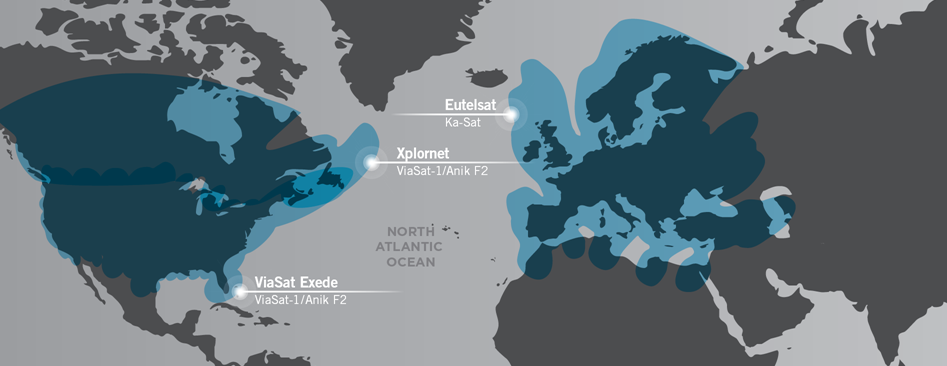 Eutelsat
Ka-Sat
Xplornet
ViaSat-1/Anik F2
NORTH
ATLANTIC
OCEAN
ViaSat Exede
ViaSat-1/Anik F2